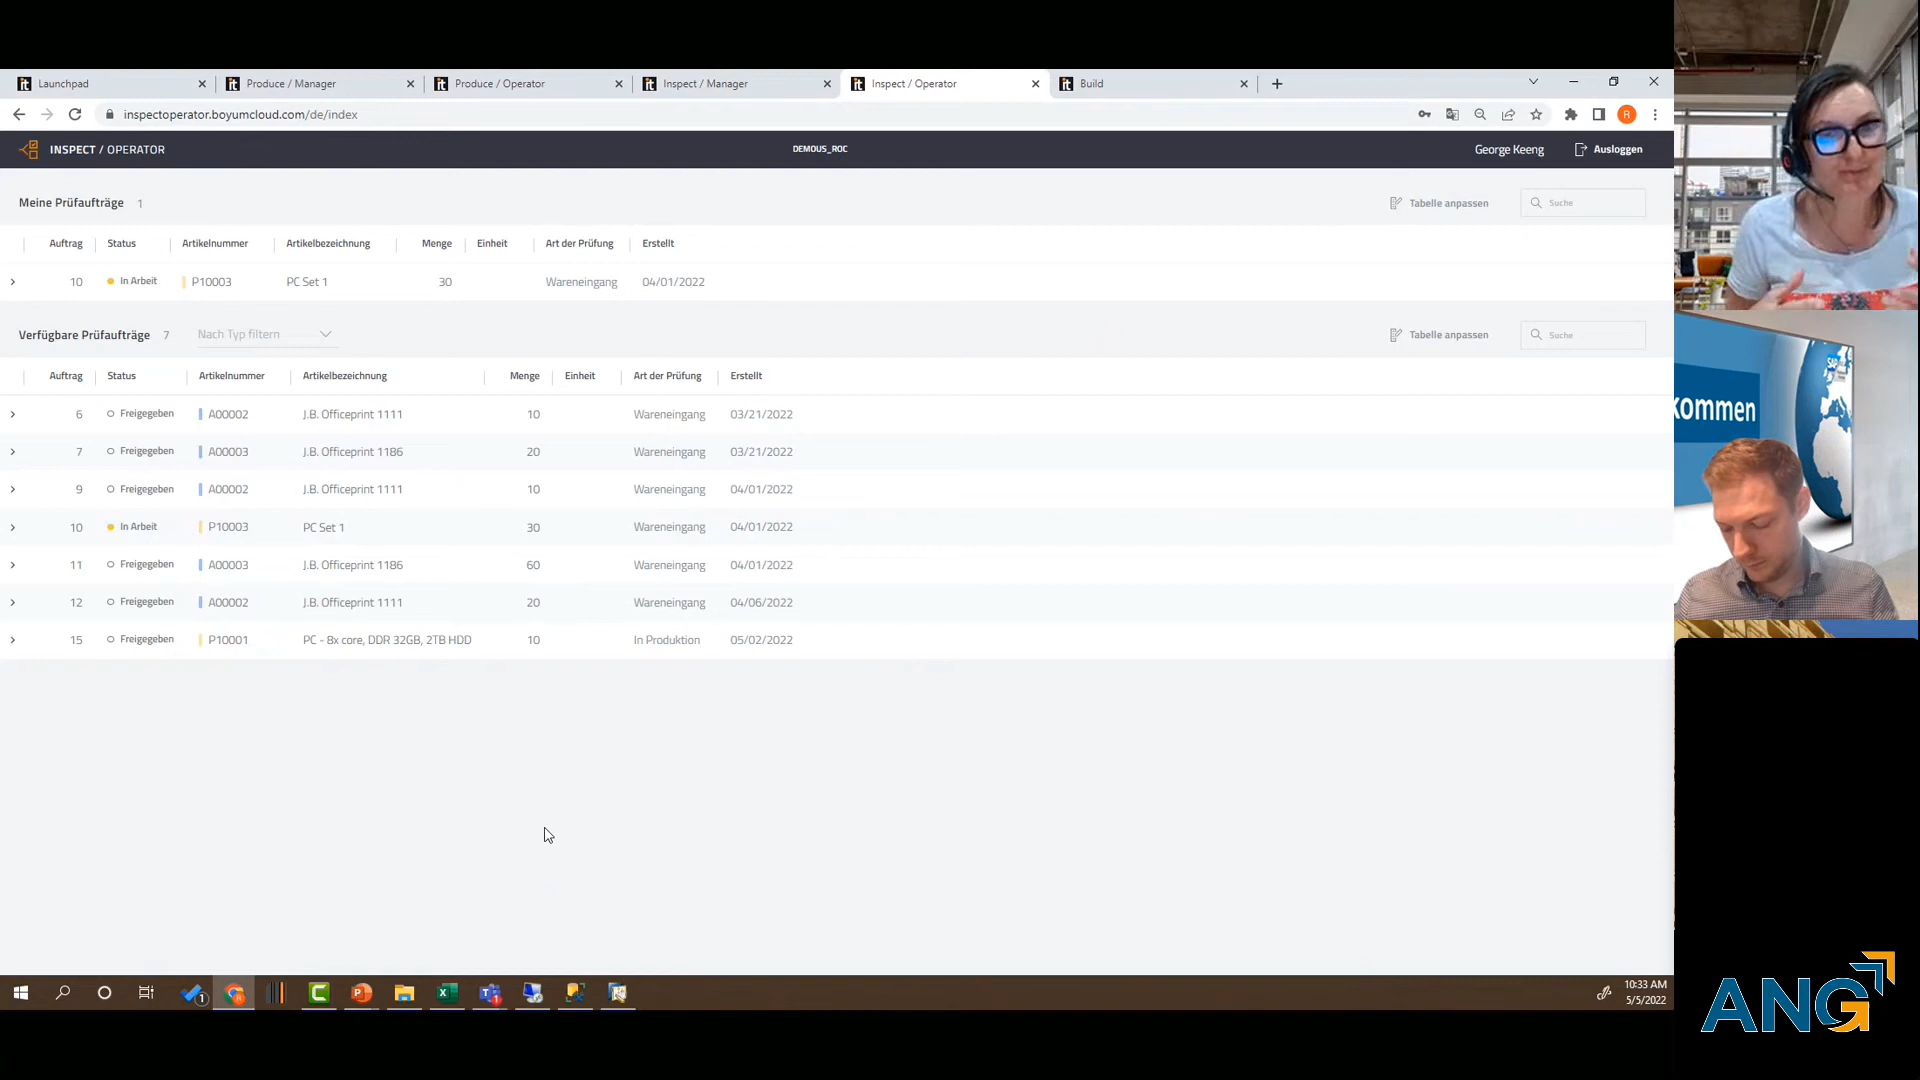 Launchpad
Produce / Manager
Produce / Operator
Inspect / Manager
Inspect / Operator
Build
inspectoperator.boyumcloud.com/de/index
R
INSPECT / OPERATOR
DEMOUS_ROC
George Keeng
Ausloggen
Meine Prüfaufträge 1
Tabelle anpassen
Suche
Auftrag Status Artikelnummer Artikelbezeichnung Menge Einheit Art der Prüfung Erstellt
10 In Arbeit P10003 PC Set 1 30 Wareneingang 04/01/2022
Verfügbare Prüfaufträge 7
Nach Typ filtern
Tabelle anpassen
Suche
Auftrag Status Artikelnummer Artikelbezeichnung Menge Einheit Art der Prüfung Erstellt
6 Freigegeben A00002 J.B. Officeprint 1111 10 Wareneingang 03/21/2022
7 Freigegeben A00003 J.B. Officeprint 1186 20 Wareneingang 03/21/2022
9 Freigegeben A00002 J.B. Officeprint 1111 10 Wareneingang 04/01/2022
10 In Arbeit P10003 PC Set 1 30 Wareneingang 04/01/2022
11 Freigegeben A00003 J.B. Officeprint 1186 60 Wareneingang 04/01/2022
12 Freigegeben A00002 J.B. Officeprint 1111 20 Wareneingang 04/06/2022
15 Freigegeben P10001 PC - 8x core, DDR 32GB, 2TB HDD 10 In Produktion 05/02/2022
kommen
10:33 AM
5/5/2022
ANG